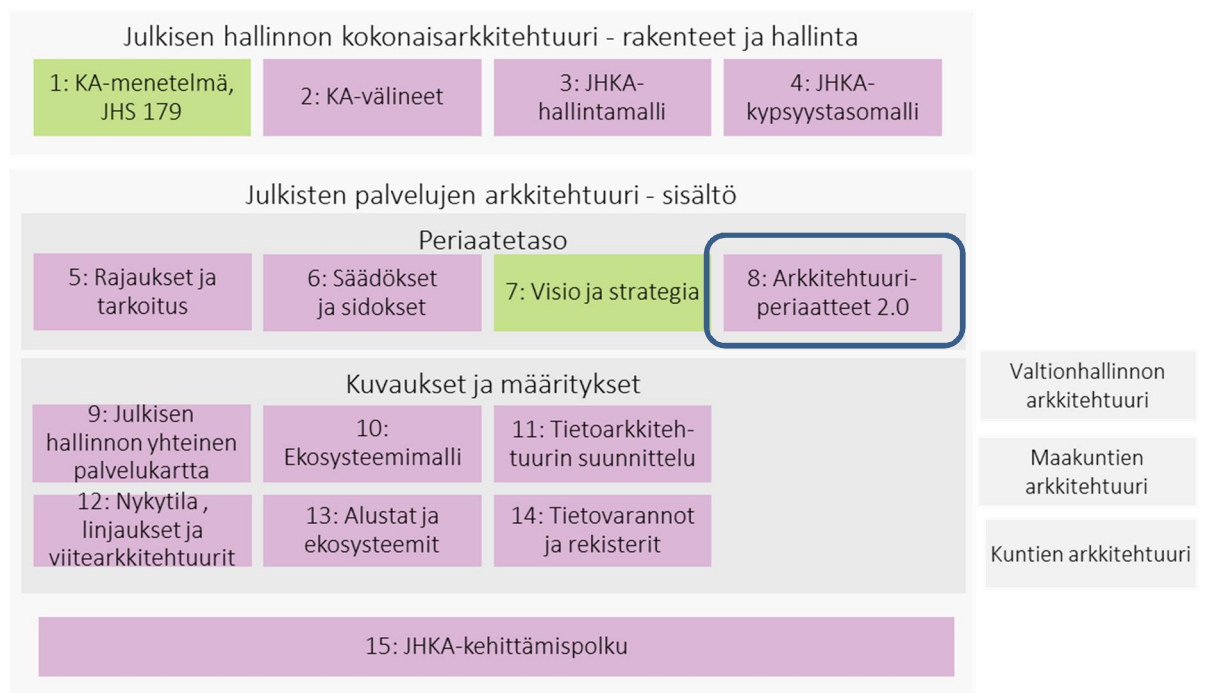 Julkisen hallinnon kokonaisarkkitehtuuri - rakenteet ja hallinta
1: KA-menetelmä,
JHS 179
2: KA-välineet
3: JHKA-
hallintamalli
4: JHKA-
kypsyystasomalli
Julkisten palvelujen arkkitehtuuri - sisältö
Periaatetaso
5: Rajaukset ja
tarkoitus
6: Säädökset
ja sidokset
7: Visio ja strategia
8: Arkkitehtuuri-
periaatteet 2.0
Kuvaukset ja määritykset
9: Julkisen
hallinnon yhteinen
palvelukartta
10:
Ekosysteemimalli
11: Tietoarkkiteh-
tuurin suunnittelu
12: Nykytila ,
linjaukset ja
viitearkkitehtuurit
13: Alustat ja
ekosysteemit
14: Tietovarannot
ja rekisterit
15: JHKA-kehittämispolku
Valtionhallinnon
arkkitehtuuri
Maakuntien
arkkitehtuuri
Kuntien arkkitehtuuri